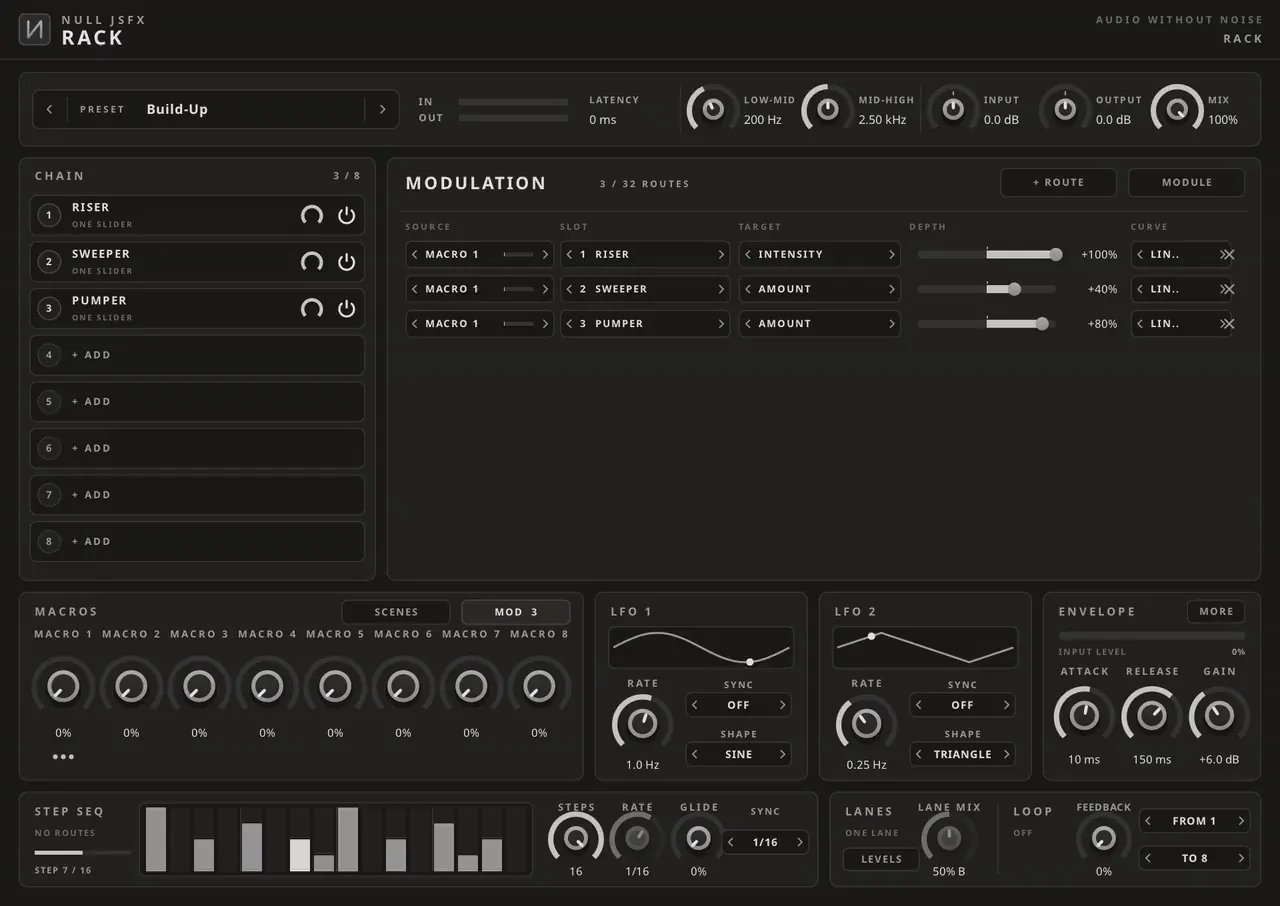 NULL JSFX
RACK
AUDIO WITHOUT NOISE
RACK
PRESET Build-Up
IN
OUT
LATENCY
0 ms
LOW-MID
200 Hz
MID-HIGH
2.50 kHz
INPUT
0.0 dB
OUTPUT
0.0 dB
MIX
100%
CHAIN 3 / 8
1 RISER
ONE SLIDER
2 SWEEPER
ONE SLIDER
3 PUMPER
ONE SLIDER
4 + ADD
5 + ADD
6 + ADD
7 + ADD
8 + ADD
MODULATION 3 / 32 ROUTES + ROUTE MODULE
SOURCE SLOT TARGET DEPTH CURVE
MACRO 1 1 RISER INTENSITY +100% LIN..
MACRO 1 2 SWEEPER AMOUNT +40% LIN..
MACRO 1 3 PUMPER AMOUNT +80% LIN..
MACROS SCENES MOD 3
MACRO 1 MACRO 2 MACRO 3 MACRO 4 MACRO 5 MACRO 6 MACRO 7 MACRO 8
0% 0% 0% 0% 0% 0% 0% 0%
LFO 1
RATE
1.0 Hz
SYNC
OFF
SHAPE
SINE
LFO 2
RATE
0.25 Hz
SYNC
OFF
SHAPE
TRIANGLE
ENVELOPE MORE
INPUT LEVEL 0%
ATTACK RELEASE GAIN
10 ms 150 ms +6.0 dB
STEP SEQ
NO ROUTES
STEP 7 / 16
STEPS
16
RATE
1/16
GLIDE
0%
SYNC
1/16
LANES
ONE LANE
LEVELS
LANE MIX
50% B
LOOP
OFF
FEEDBACK
0%
FROM 1
TO 8